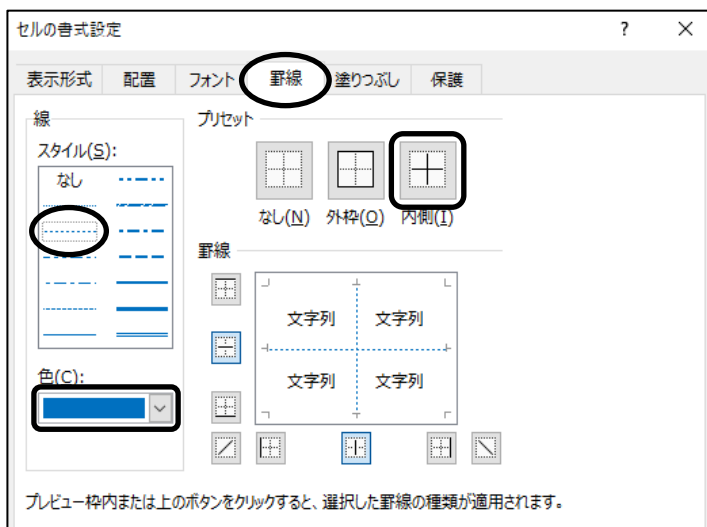 セルの書式設定 ?
表示形式 配置 フォント 罫線 塗りつぶし 保護
線
スタイル(S):
なし
色(C):
プリセット
なし(N) 外枠(O) 内側(I)
罫線
文字列 文字列
文字列 文字列
プレビュー枠内または上のボタンをクリックすると、選択した罫線の種類が適用されます。